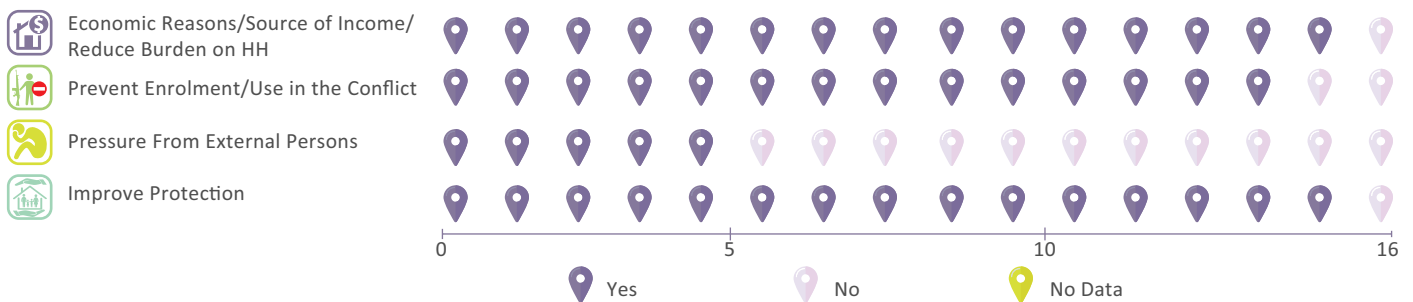 Economic Reasons/Source of Income/
Reduce Burden on HH
Prevent Enrolment/Use in the Conflict
Pressure From External Persons
Improve Protection
0 5 10 16
Yes No No Data